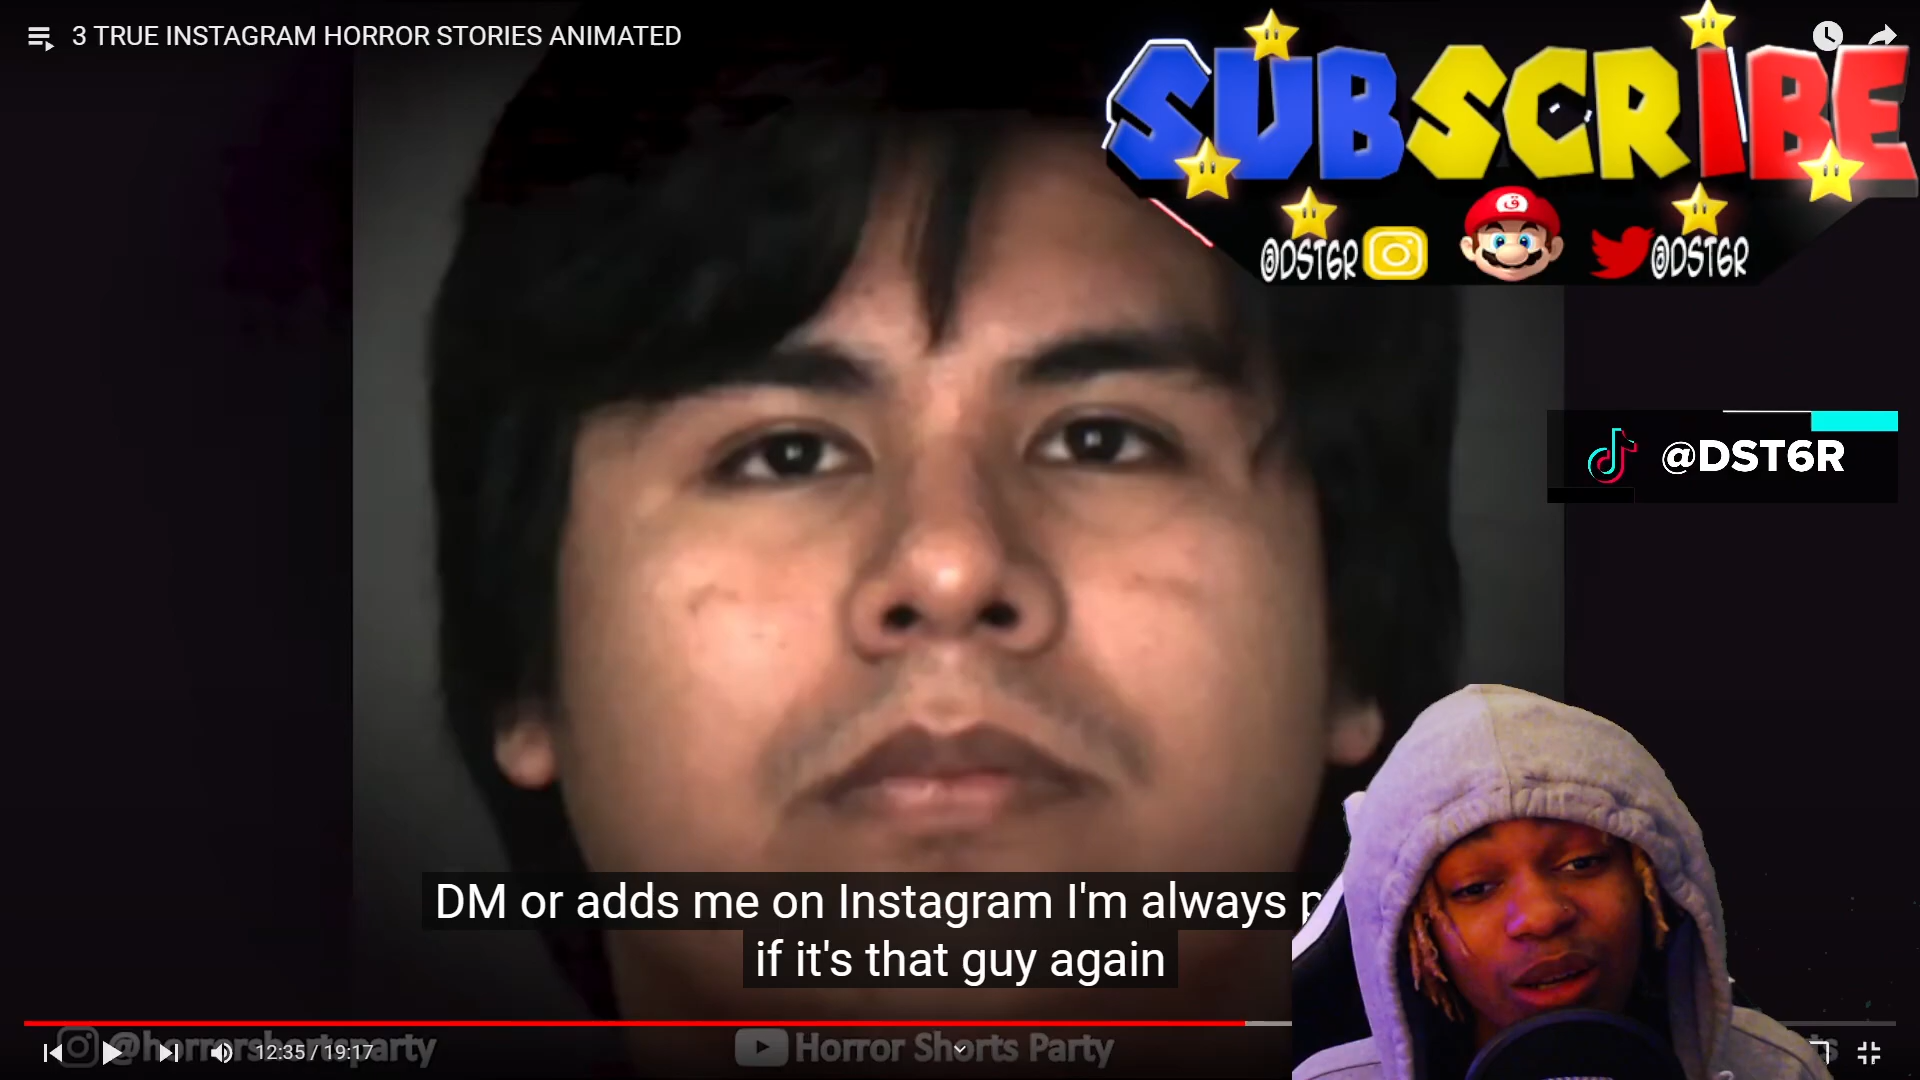 3 TRUE INSTAGRAM HORROR STORIES ANIMATED
SUBSCRIBE
@DST6R
@DST6R
@DST6R
DM or adds me on Instagram I'm always
if it's that guy again
@horrorshortsparty
Horror Shorts Party
12:35 / 19:17